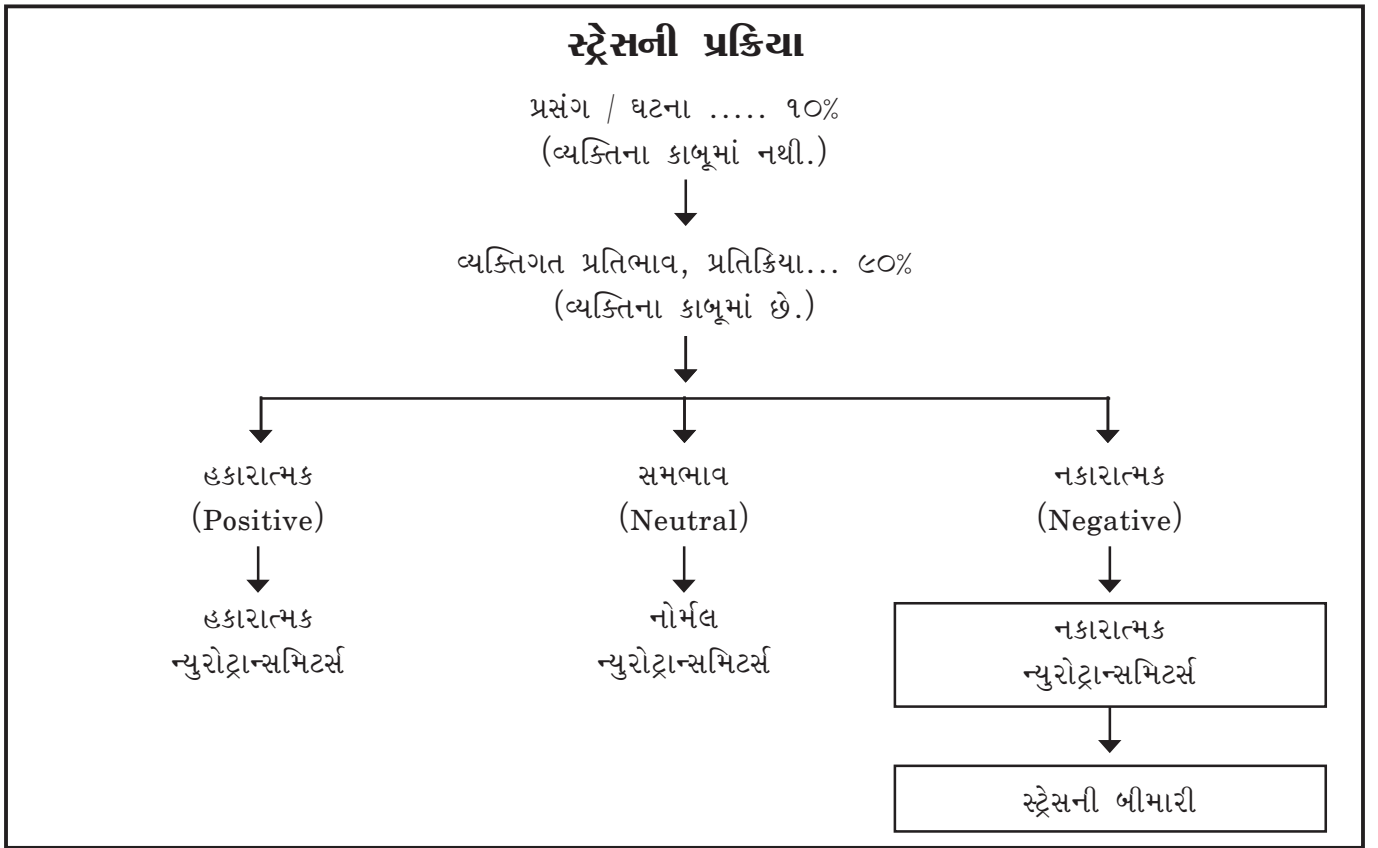 સ્ટ્રેસની પ્રક્રિયા
પ્રસંગ / ઘટના ..... ૧૦%
(વ્યક્તિના કાબૂમાં નથી.)
વ્યક્તિગત પ્રતિભાવ, પ્રતિક્રિયા... ૯૦%
(વ્યક્તિના કાબૂમાં છે.)
હકારાત્મક
(Positive)
હકારાત્મક
ન્યુરોટ્રાન્સમિટર્સ
સમભાવ
(Neutral)
નોર્મલ
ન્યુરોટ્રાન્સમિટર્સ
નકારાત્મક
(Negative)
નકારાત્મક
ન્યુરોટ્રાન્સમિટર્સ
સ્ટ્રેસની બીમારી